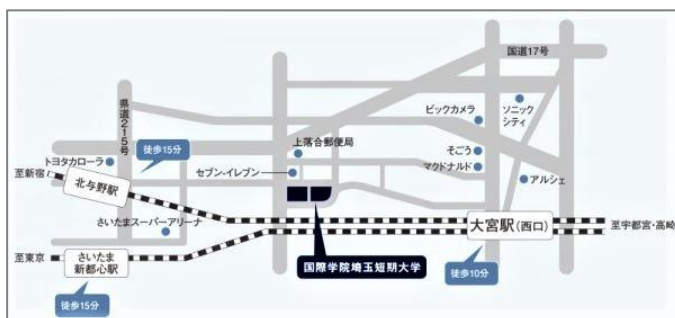 国道17号
県道215号
ビックカメラ
ソニック
シティ
徒歩15分
上落合郵便局
そごう
マクドナルド
トヨタカローラ
セブン-イレブン
アルシェ
至新宿
北与野駅
さいたまスーパーアリーナ
大宮駅(西口)
至宇都宮・高崎
至東京
さいたま
新都心駅
国際学院埼玉短期大学
徒歩10分
徒歩15分